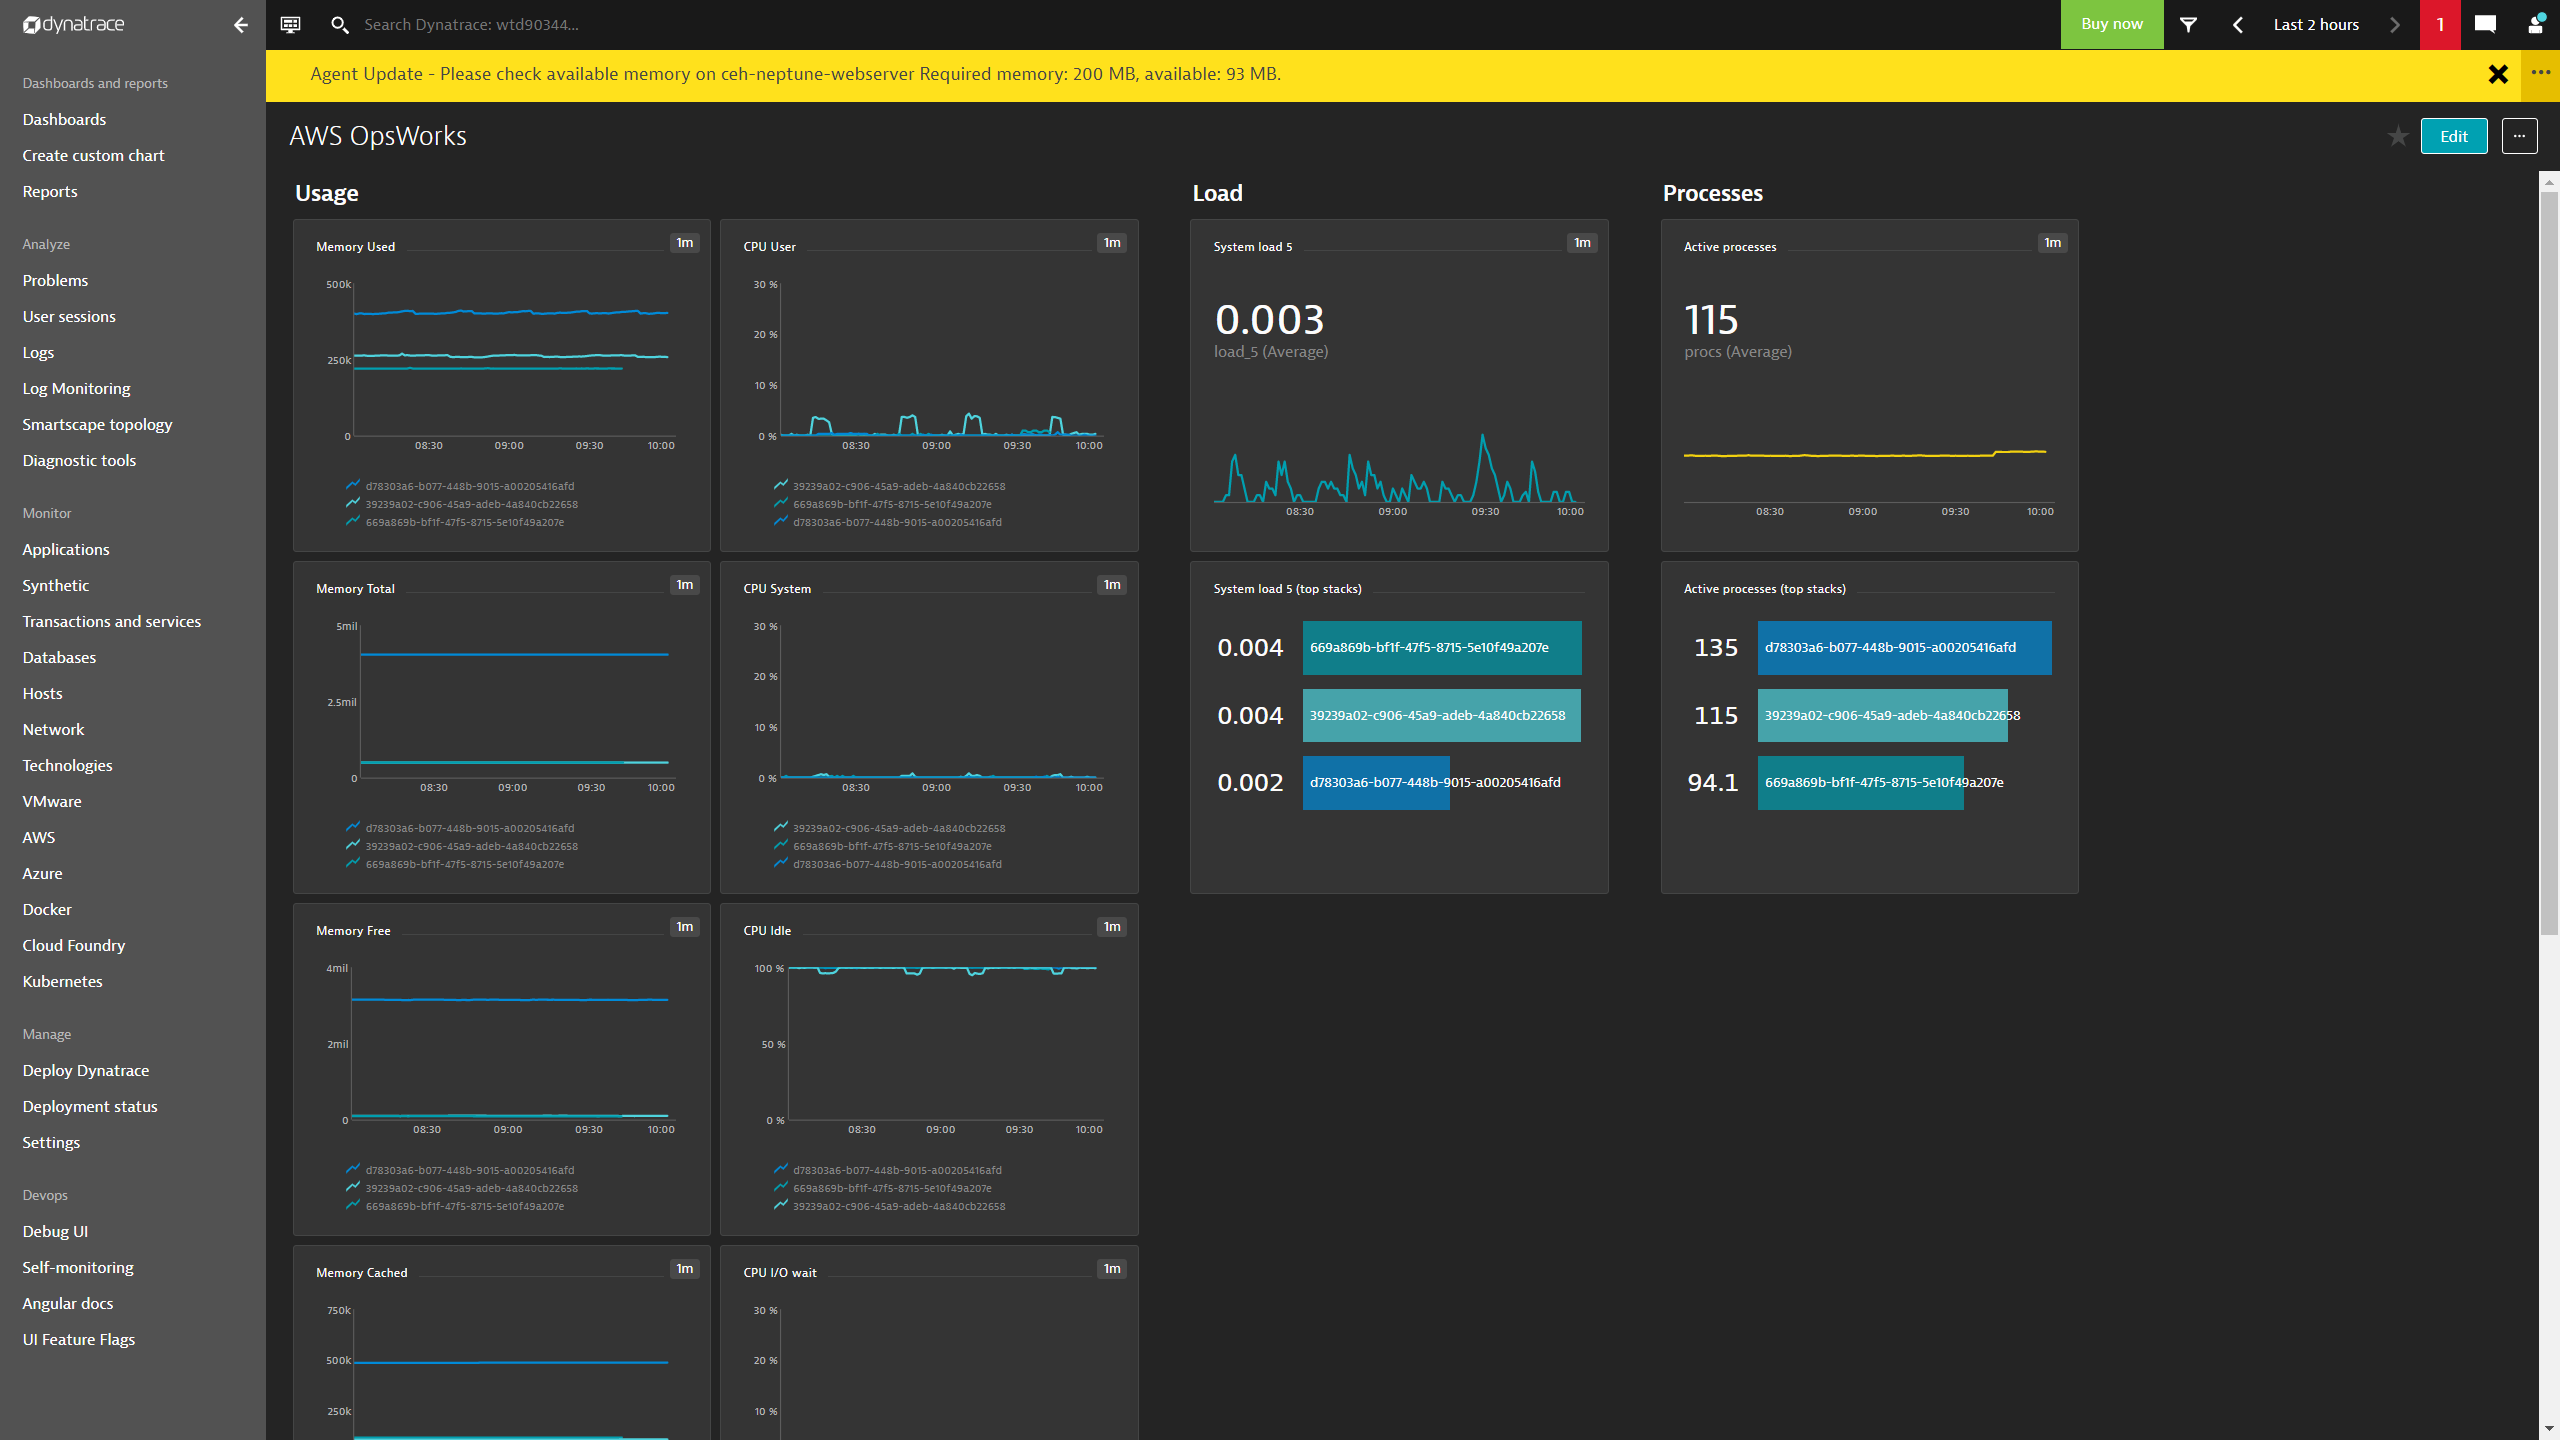 dynatrace
Search Dynatrace: wtd90344...
Buy now
Last 2 hours
1
Agent Update - Please check available memory on ceh-neptune-webserver Required memory: 200 MB, available: 93 MB.
Dashboards and reports
Dashboards
Create custom chart
Reports
Analyze
Problems
User sessions
Logs
Log Monitoring
Smartscape topology
Diagnostic tools
Monitor
Applications
Synthetic
Transactions and services
Databases
Hosts
Network
Technologies
VMware
AWS
Azure
Docker
Cloud Foundry
Kubernetes
Manage
Deploy Dynatrace
Deployment status
Settings
Devops
Debug UI
Self-monitoring
Angular docs
UI Feature Flags
AWS OpsWorks
Edit
Usage
Memory Used
1m
500k
250k
0
08:30 09:00 09:30 10:00
d78303a6-b077-448b-9015-a00205416afd
39239a02-c906-45a9-adeb-4a840cb22658
669a869b-bf1f-47f5-8715-5e10f49a207e
CPU User
1m
30 %
20 %
10 %
0 %
08:30 09:00 09:30 10:00
39239a02-c906-45a9-adeb-4a840cb22658
669a869b-bf1f-47f5-8715-5e10f49a207e
d78303a6-b077-448b-9015-a00205416afd
Memory Total
1m
5mil
2.5mil
0
08:30 09:00 09:30 10:00
d78303a6-b077-448b-9015-a00205416afd
39239a02-c906-45a9-adeb-4a840cb22658
669a869b-bf1f-47f5-8715-5e10f49a207e
CPU System
1m
30 %
20 %
10 %
0 %
08:30 09:00 09:30 10:00
39239a02-c906-45a9-adeb-4a840cb22658
669a869b-bf1f-47f5-8715-5e10f49a207e
d78303a6-b077-448b-9015-a00205416afd
Memory Free
1m
4mil
2mil
0
08:30 09:00 09:30 10:00
d78303a6-b077-448b-9015-a00205416afd
39239a02-c906-45a9-adeb-4a840cb22658
669a869b-bf1f-47f5-8715-5e10f49a207e
CPU Idle
1m
100 %
50 %
0 %
08:30 09:00 09:30 10:00
d78303a6-b077-448b-9015-a00205416afd
669a869b-bf1f-47f5-8715-5e10f49a207e
39239a02-c906-45a9-adeb-4a840cb22658
Memory Cached
1m
750k
500k
250k
CPU I/O wait
1m
30 %
20 %
10 %
Load
System load 5
1m
0.003
load_5 (Average)
08:30 09:00 09:30 10:00
System load 5 (top stacks)
0.004 669a869b-bf1f-47f5-8715-5e10f49a207e
0.004 39239a02-c906-45a9-adeb-4a840cb22658
0.002 d78303a6-b077-448b-9015-a00205416afd
Processes
Active processes
1m
115
procs (Average)
08:30 09:00 09:30 10:00
Active processes (top stacks)
135 d78303a6-b077-448b-9015-a00205416afd
115 39239a02-c906-45a9-adeb-4a840cb22658
94.1 669a869b-bf1f-47f5-8715-5e10f49a207e